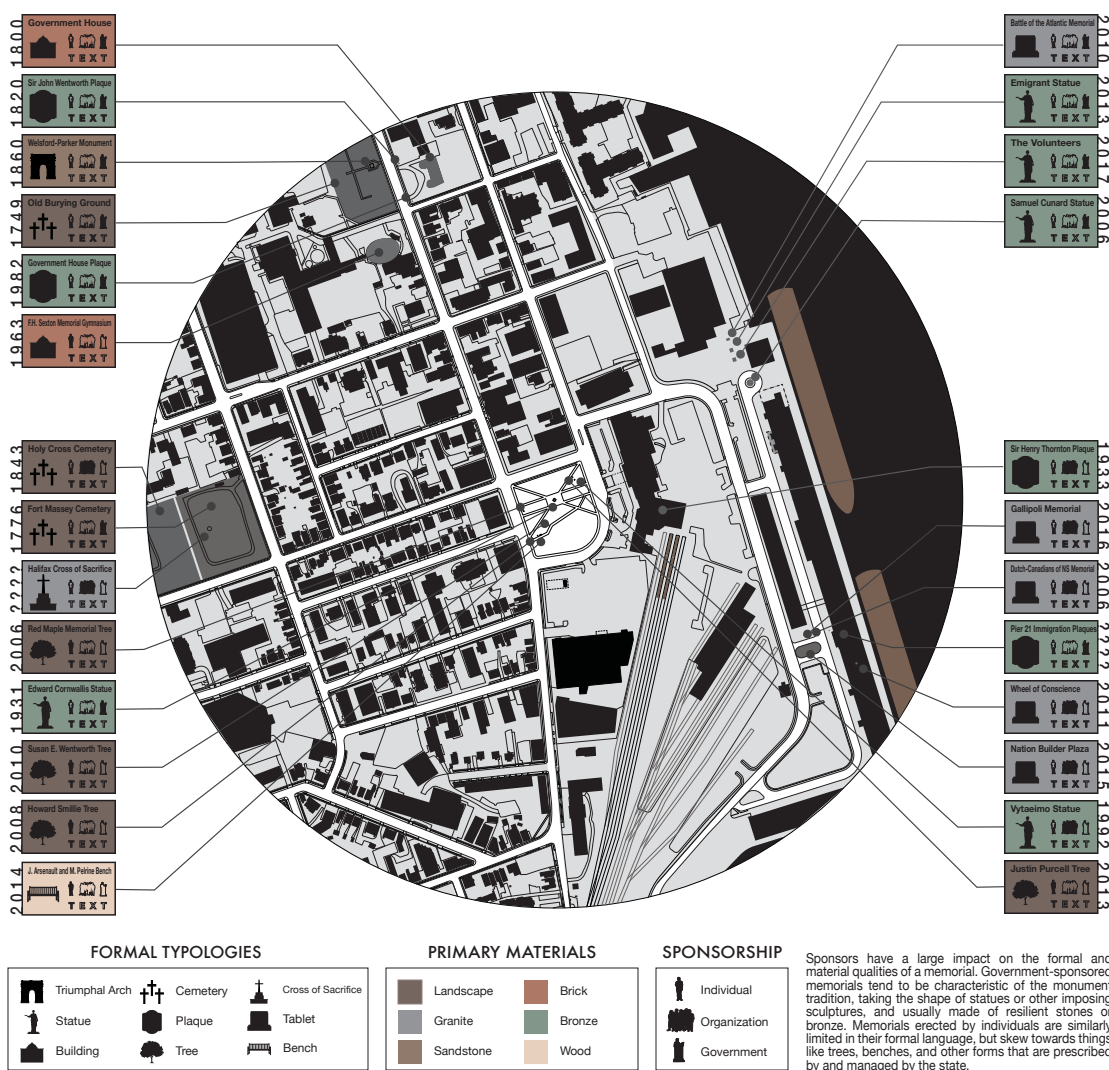 Government House
TEXT
1800
Sir John Wentworth Plaque
TEXT
1820
Welsford-Parker Monument
TEXT
1860
Old Burying Ground
TEXT
1749
Government House Plaque
TEXT
1982
F.H. Sexton Memorial Gymnasium
TEXT
1963
Holy Cross Cemetery
TEXT
1843
Fort Massey Cemetery
TEXT
1776
Halifax Cross of Sacrifice
TEXT
????
Red Maple Memorial Tree
TEXT
2006
Edward Cornwallis Statue
TEXT
1931
Susan E. Wentworth Tree
TEXT
2010
Howard Smillie Tree
TEXT
2008
J. Arsenault and M. Pelrine Bench
TEXT
2014
Battle of the Atlantic Memorial
TEXT
2010
Emigrant Statue
TEXT
2013
The Volunteers
TEXT
2017
Samuel Cunard Statue
TEXT
2006
Sir Henry Thornton Plaque
TEXT
1933
Gallipoli Memorial
TEXT
2016
Dutch-Canadians of NS Memorial
TEXT
2006
Pier 21 Immigration Plaques
TEXT
????
Wheel of Conscience
TEXT
2011
Nation Builder Plaza
TEXT
2015
Vytaeimo Statue
TEXT
1992
Justin Purcell Tree
TEXT
2013
FORMAL TYPOLOGIES
Triumphal Arch
Cemetery
Cross of Sacrifice
Statue
Plaque
Tablet
Building
Tree
Bench
PRIMARY MATERIALS
Landscape
Brick
Granite
Bronze
Sandstone
Wood
SPONSORSHIP
Individual
Organization
Government
Sponsors have a large impact on the formal and
material qualities of a memorial. Government-sponsored
memorials tend to be characteristic of the monument
tradition, taking the shape of statues or other imposing
sculptures, and usually made of resilient stones or
bronze. Memorials erected by individuals are similarly
limited in their formal language, but skew towards things
like trees, benches, and other forms that are prescribed
by and managed by the state.